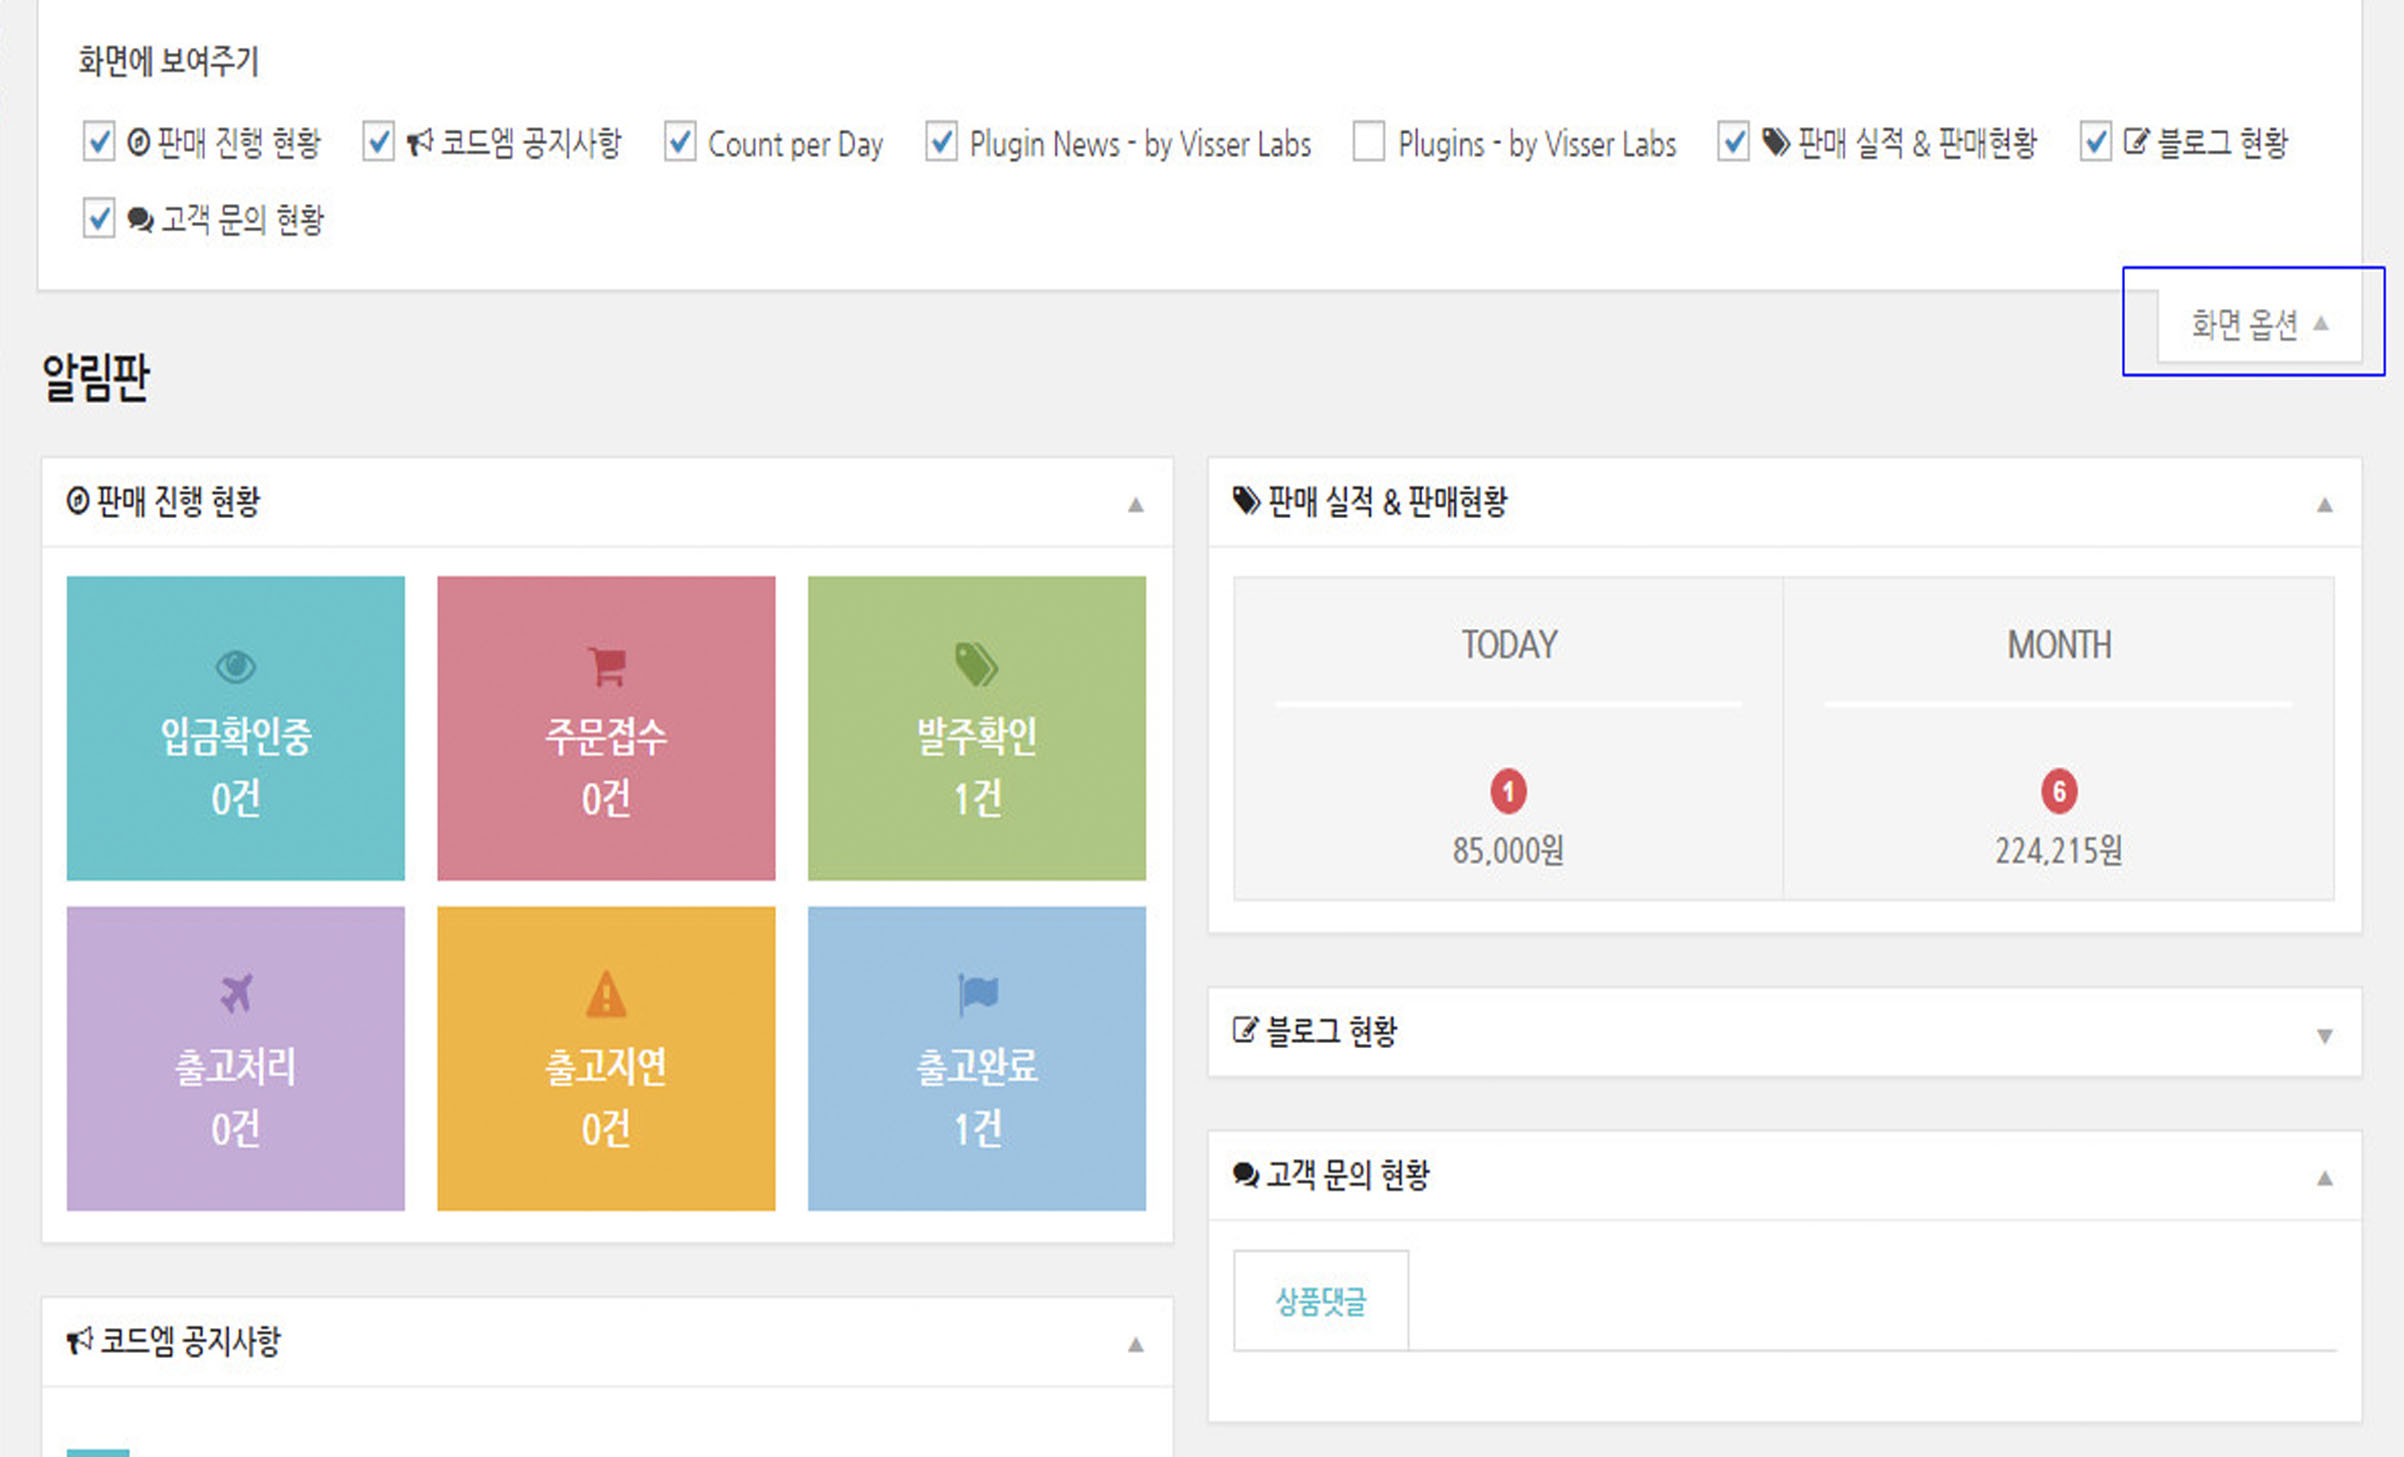 화면에 보여주기
판매 진행 현황 코드엠 공지사항 Count per Day Plugin News - by Visser Labs Plugins - by Visser Labs 판매 실적 & 판매현황 블로그 현황
고객 문의 현황
화면 옵션 ▲
알림판
판매 진행 현황 ▲
입금확인중
0건
주문접수
0건
발주확인
1건
출고처리
0건
출고지연
0건
출고완료
1건
코드엠 공지사항 ▲
판매 실적 & 판매현황 ▲
TODAY
1
85,000원
MONTH
6
224,215원
블로그 현황 ▼
고객 문의 현황 ▲
상품댓글